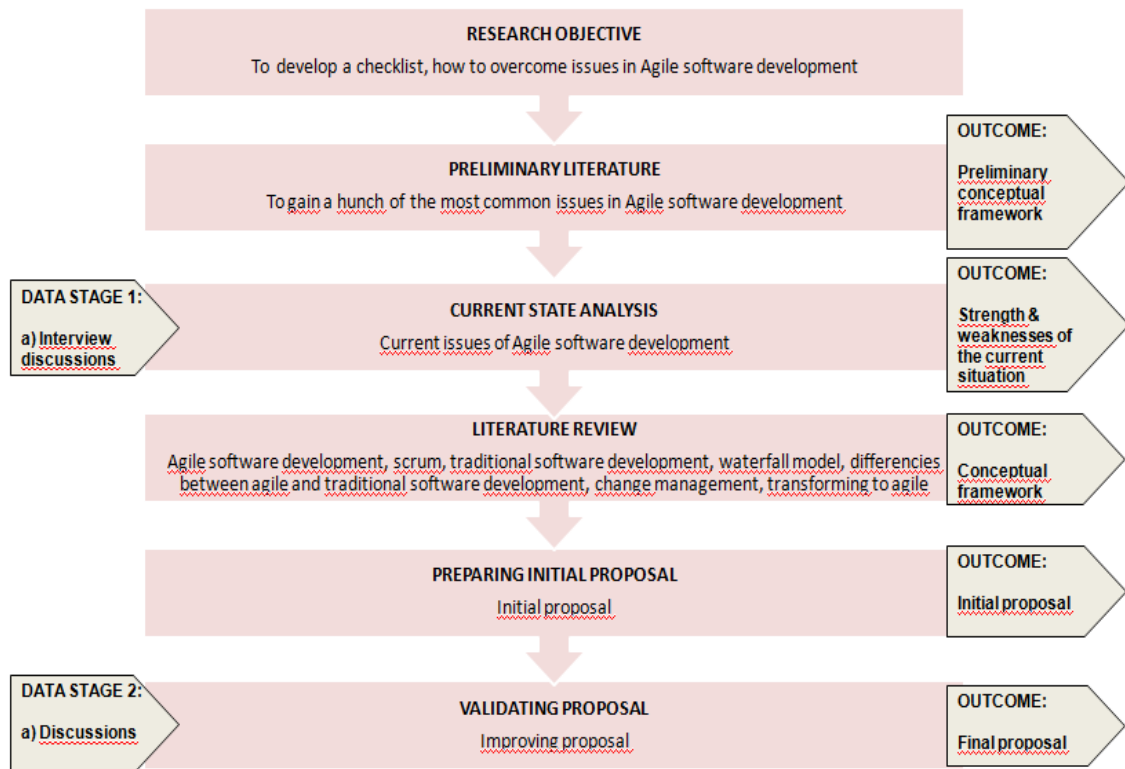 RESEARCH OBJECTIVE
To develop a checklist, how to overcome issues in Agile software development
PRELIMINARY LITERATURE
To gain a hunch of the most common issues in Agile software development
OUTCOME:
Preliminary
conceptual
framework
DATA STAGE 1:
a) Interview
discussions
CURRENT STATE ANALYSIS
Current issues of Agile software development
OUTCOME:
Strength &
weaknesses of
the current
situation
LITERATURE REVIEW
Agile software development, scrum, traditional software development, waterfall model, differencies
between agile and traditional software development, change management, transforming to agile
OUTCOME:
Conceptual
framework
PREPARING INITIAL PROPOSAL
Initial proposal
OUTCOME:
Initial proposal
DATA STAGE 2:
a) Discussions
VALIDATING PROPOSAL
Improving proposal
OUTCOME:
Final proposal